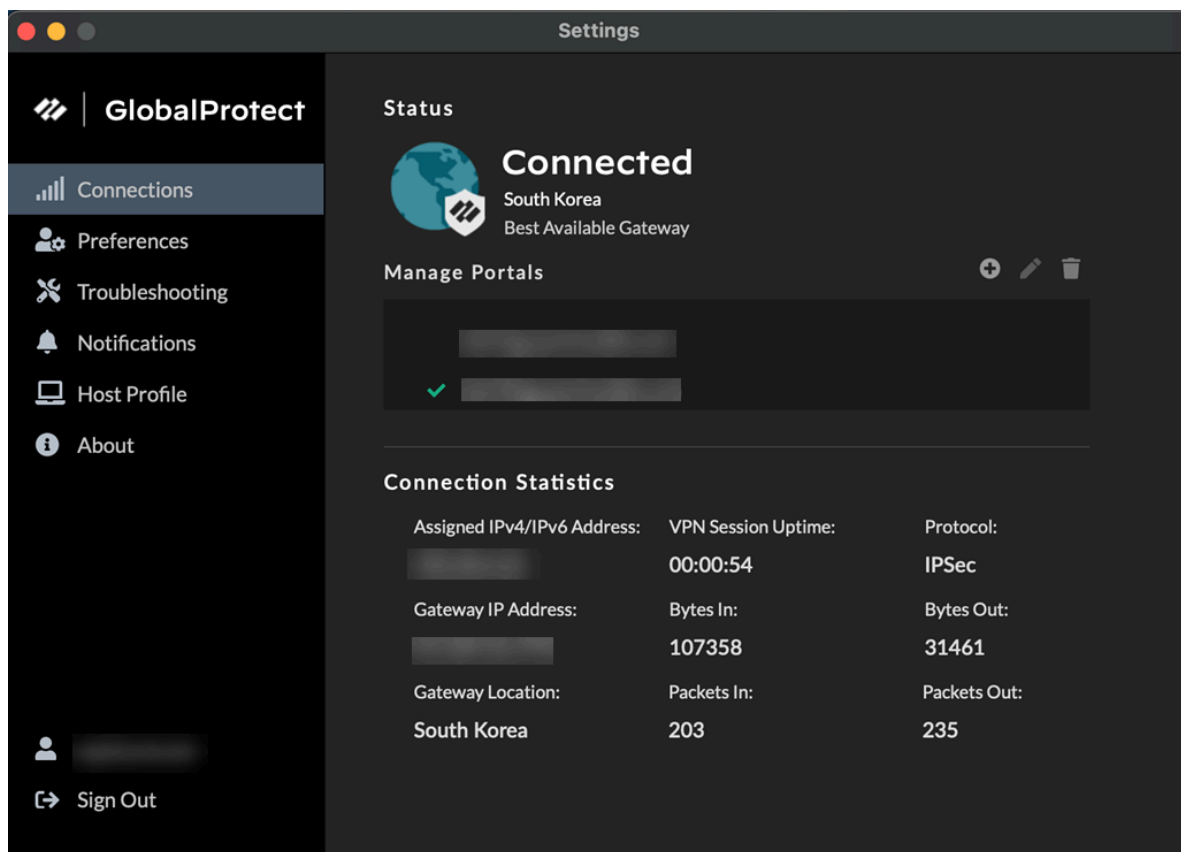 Settings
GlobalProtect
Connections
Preferences
Troubleshooting
Notifications
Host Profile
About
Sign Out
Status
Connected
South Korea
Best Available Gateway
Manage Portals
Connection Statistics
Assigned IPv4/IPv6 Address: VPN Session Uptime: Protocol:
00:00:54 IPSec
Gateway IP Address: Bytes In: Bytes Out:
107358 31461
Gateway Location: Packets In: Packets Out:
South Korea 203 235